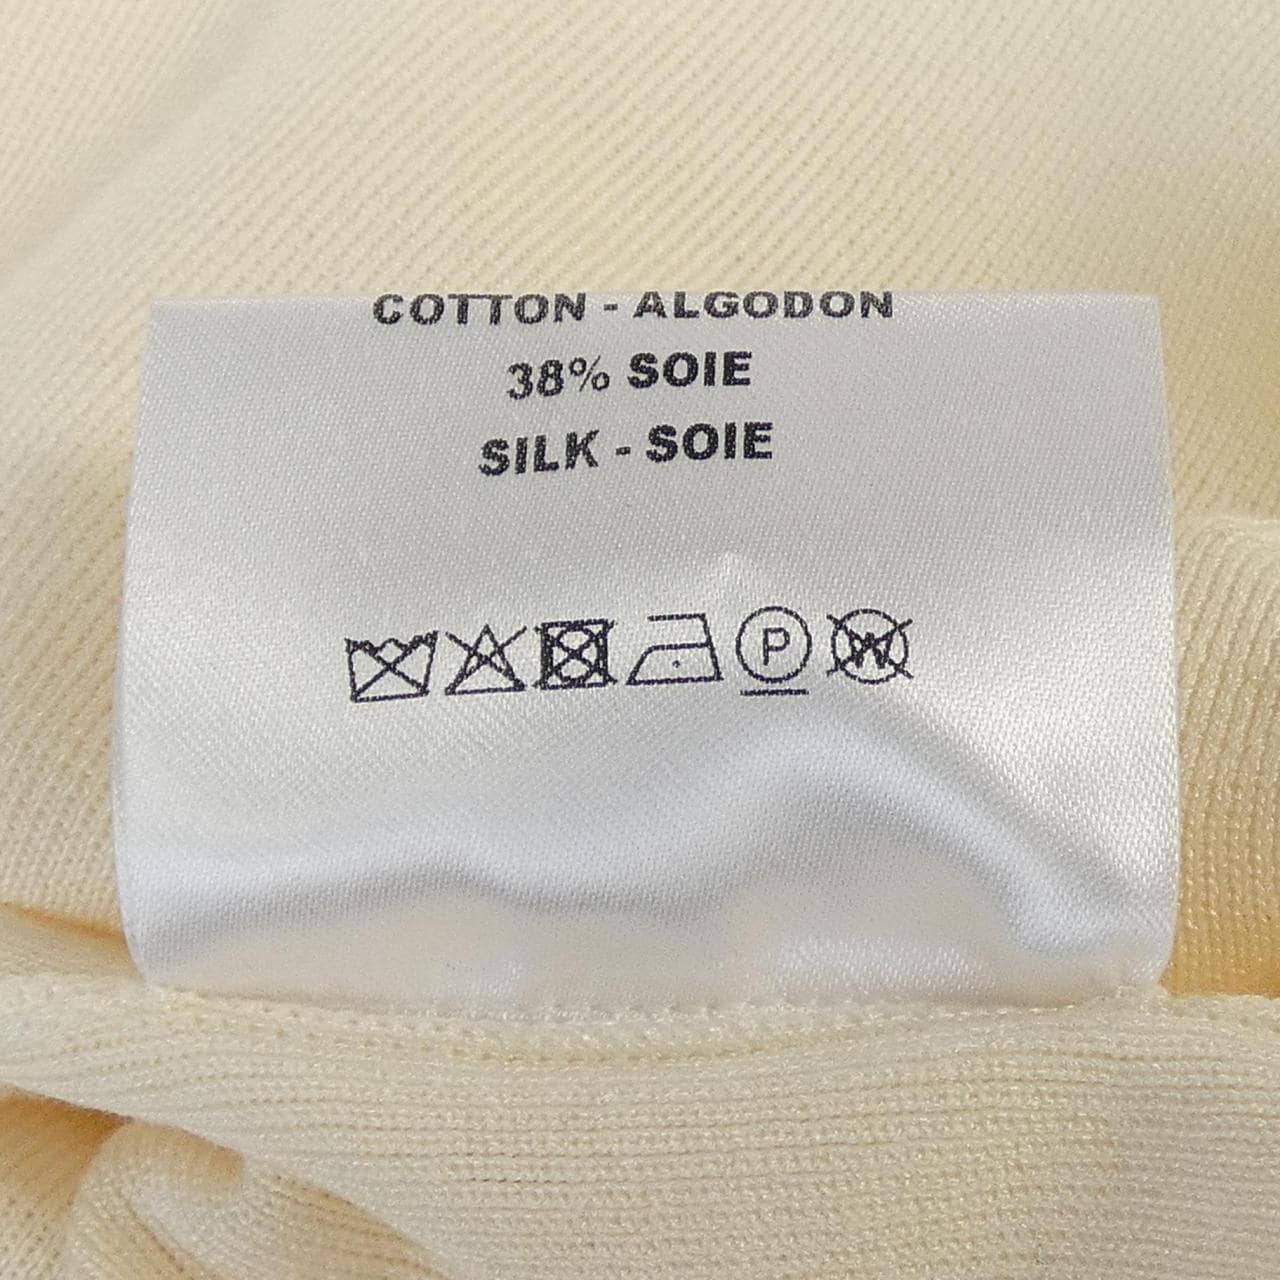 COTTON - ALGODON
38% SOIE
SILK - SOIE
P W